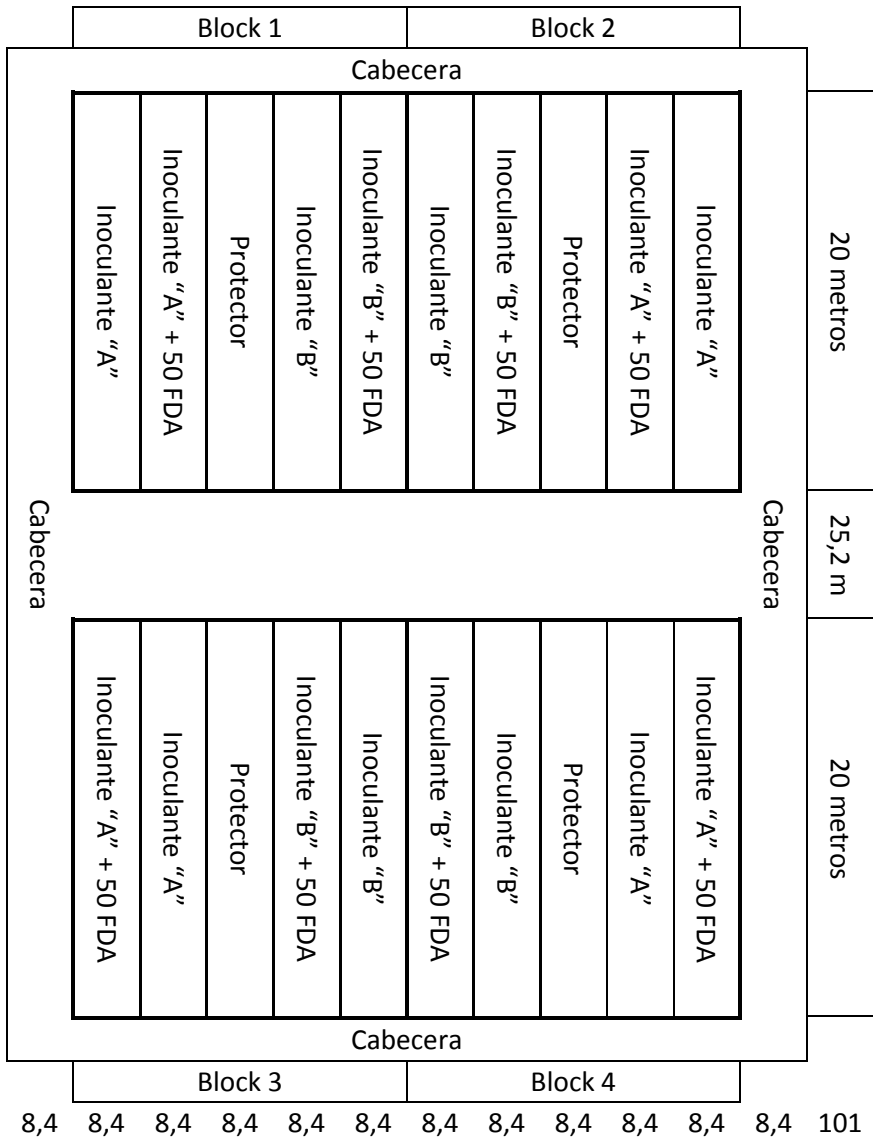 Block 1
Block 2
Cabecera
Inoculante “A”
Inoculante “A” + 50 FDA
Protector
Inoculante “B”
Inoculante “B” + 50 FDA
Inoculante “B”
Inoculante “B” + 50 FDA
Protector
Inoculante “A” + 50 FDA
Inoculante “A”
20 metros
Cabecera
Cabecera
25,2 m
Inoculante “A” + 50 FDA
Inoculante “A”
Protector
Inoculante “B” + 50 FDA
Inoculante “B”
Inoculante “B” + 50 FDA
Inoculante “B”
Protector
Inoculante “A”
Inoculante “A” + 50 FDA
20 metros
Cabecera
Block 3
Block 4
8,4 8,4 8,4 8,4 8,4 8,4 8,4 8,4 8,4 8,4 8,4 8,4 101